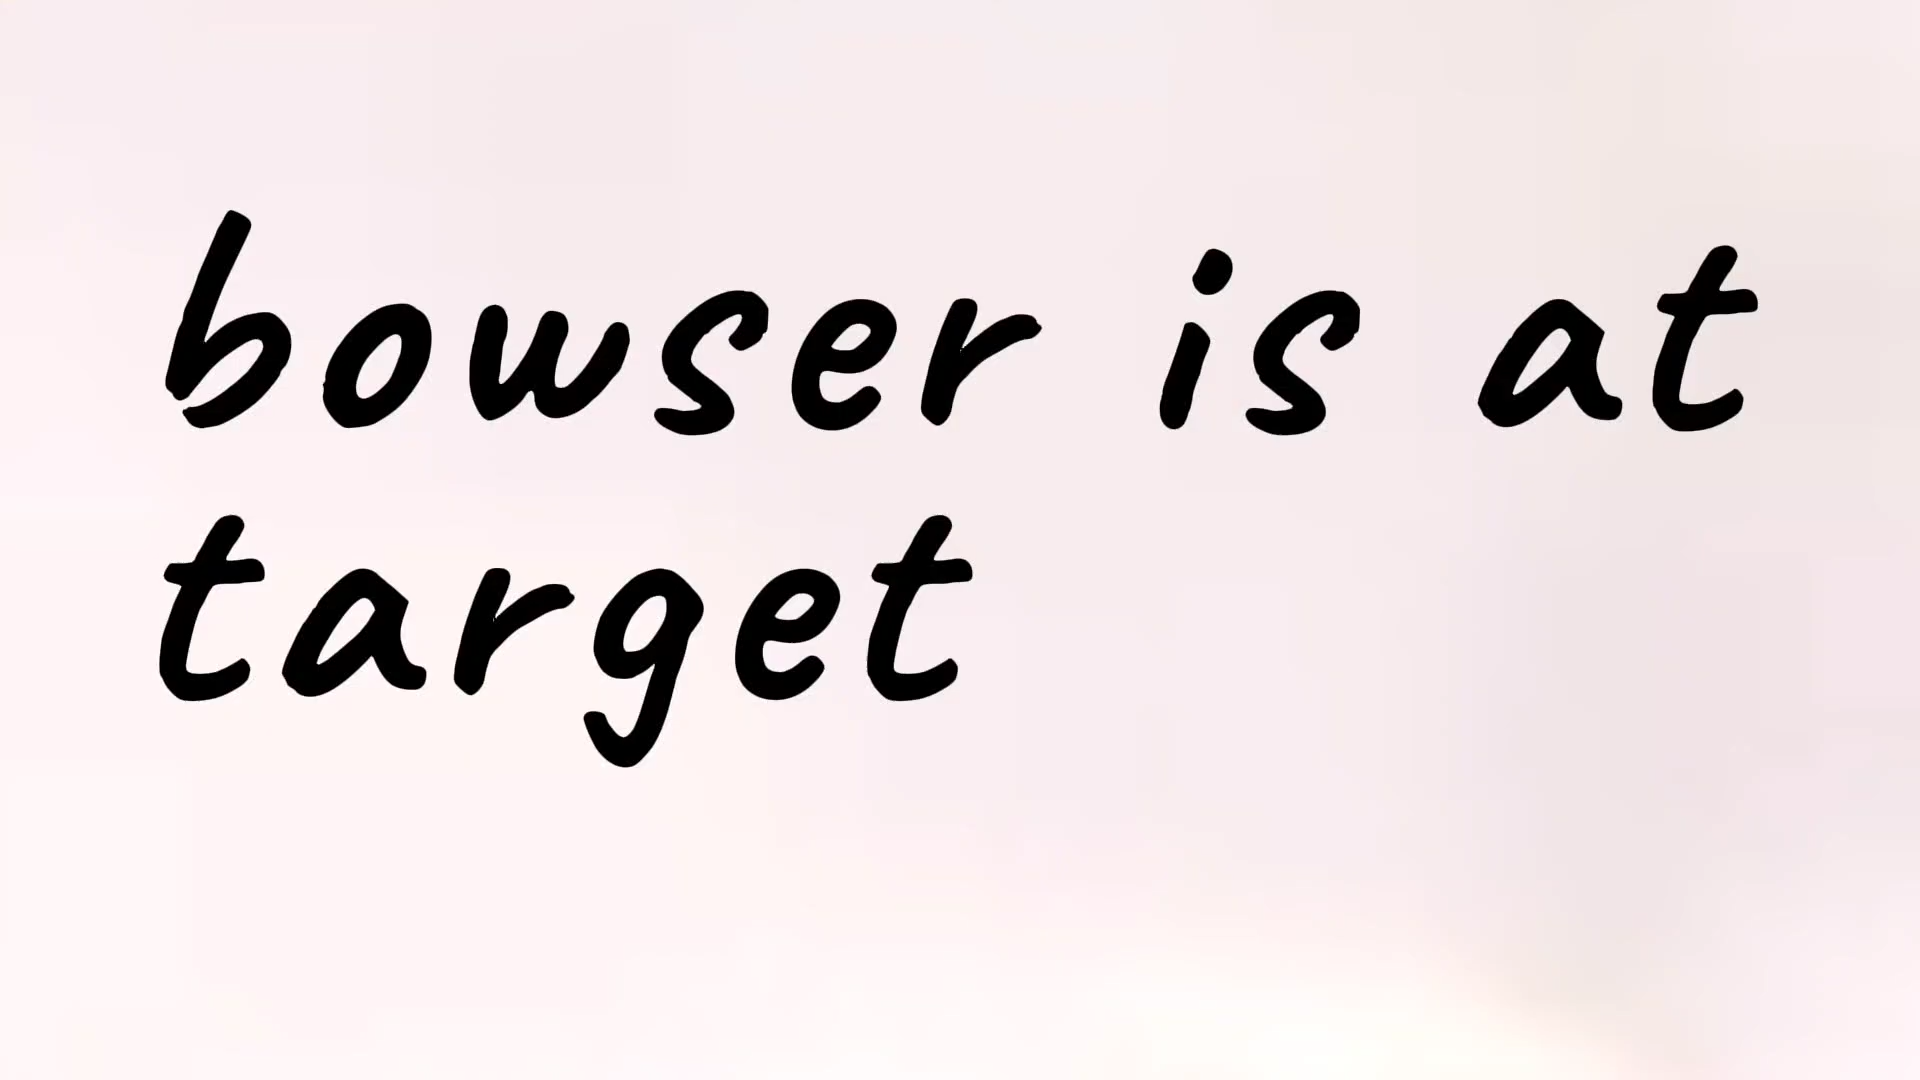 bowser is at
target